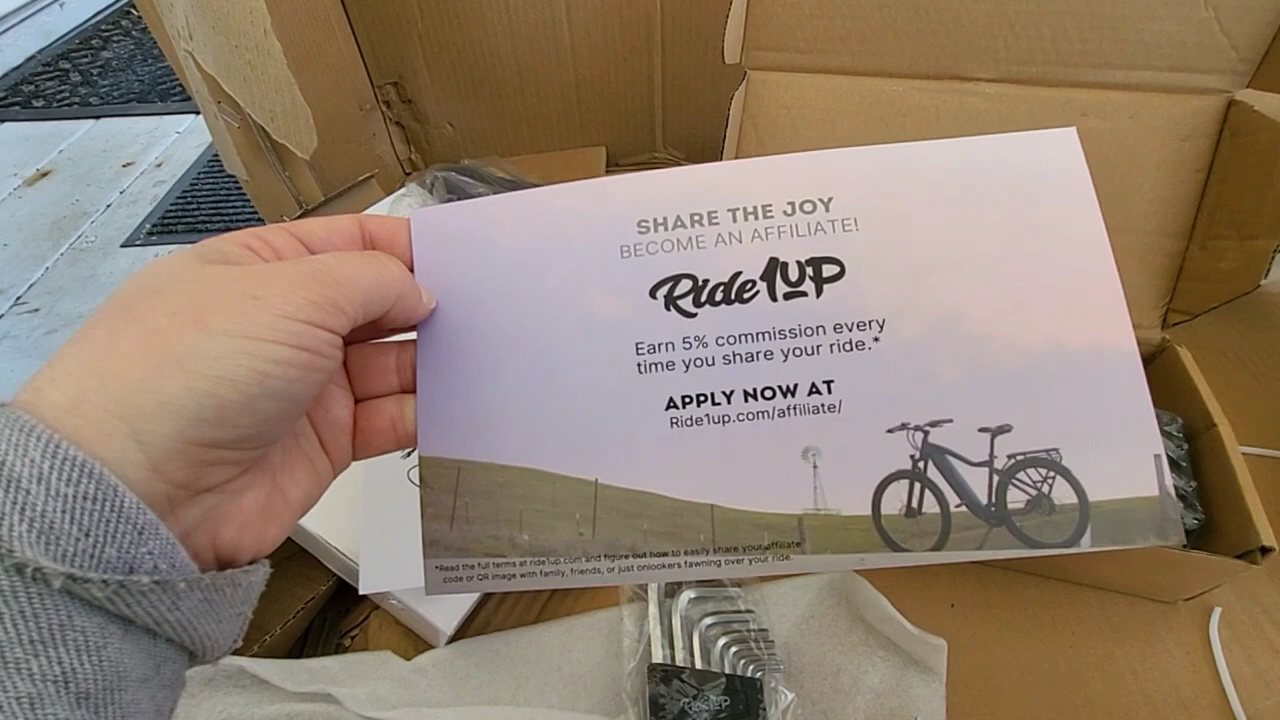 SHARE THE JOY
BECOME AN AFFILIATE!
Ride1UP
Earn 5% commission every
time you share your ride.*
APPLY NOW AT
Ride1up.com/affiliate/
*Read the full terms at ride1up.com and figure out how to easily share your affiliate
code or QR image with family, friends, or just onlookers fawning over your ride.
Ride1UP